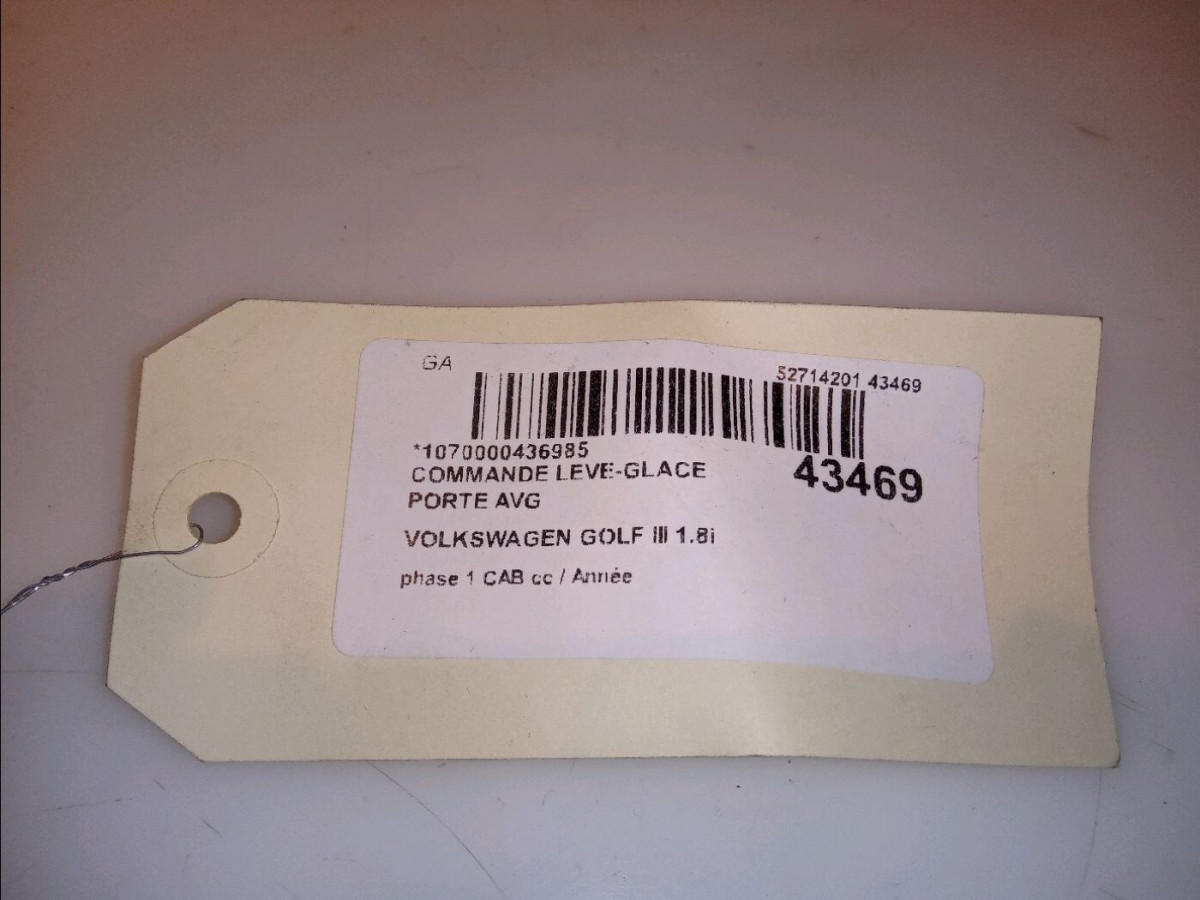 GA
52714201 43469
*1070000436985
COMMANDE LEVE-GLACE
43469
PORTE AVG
VOLKSWAGEN GOLF III 1.8i
phase 1 CAB cc / Année